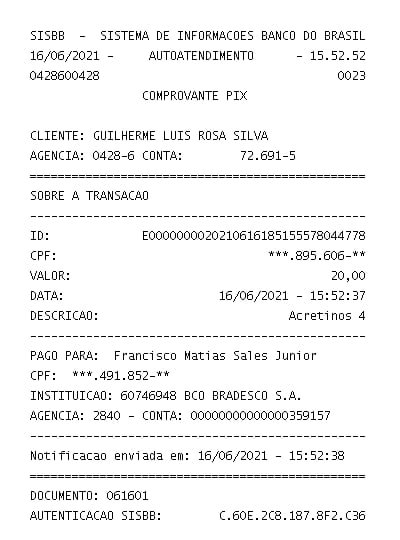 SISBB - SISTEMA DE INFORMACOES BANCO DO BRASIL
16/06/2021 - AUTOATENDIMENTO - 15.52.52
0428600428 0023
COMPROVANTE PIX
CLIENTE: GUILHERME LUIS ROSA SILVA
AGENCIA: 0428-6 CONTA: 72.691-5
================================================
SOBRE A TRANSACAO
------------------------------------------------
ID: E00000000202106161851555780447​78
CPF: ***.895.606-**
VALOR: 20,00
DATA: 16/06/2021 - 15:52:37
DESCRICAO: Acretinos 4
------------------------------------------------
PAGO PARA: Francisco Matias Sales Junior
CPF: ***.491.852-**
INSTITUICAO: 60746948 BCO BRADESCO S.A.
AGENCIA: 2840 - CONTA: 00000000000000359157
------------------------------------------------
Notificacao enviada em: 16/06/2021 - 15:52:38
================================================
DOCUMENTO: 061601
AUTENTICACAO SISBB: C.60E.2C8.187.8F2.C36